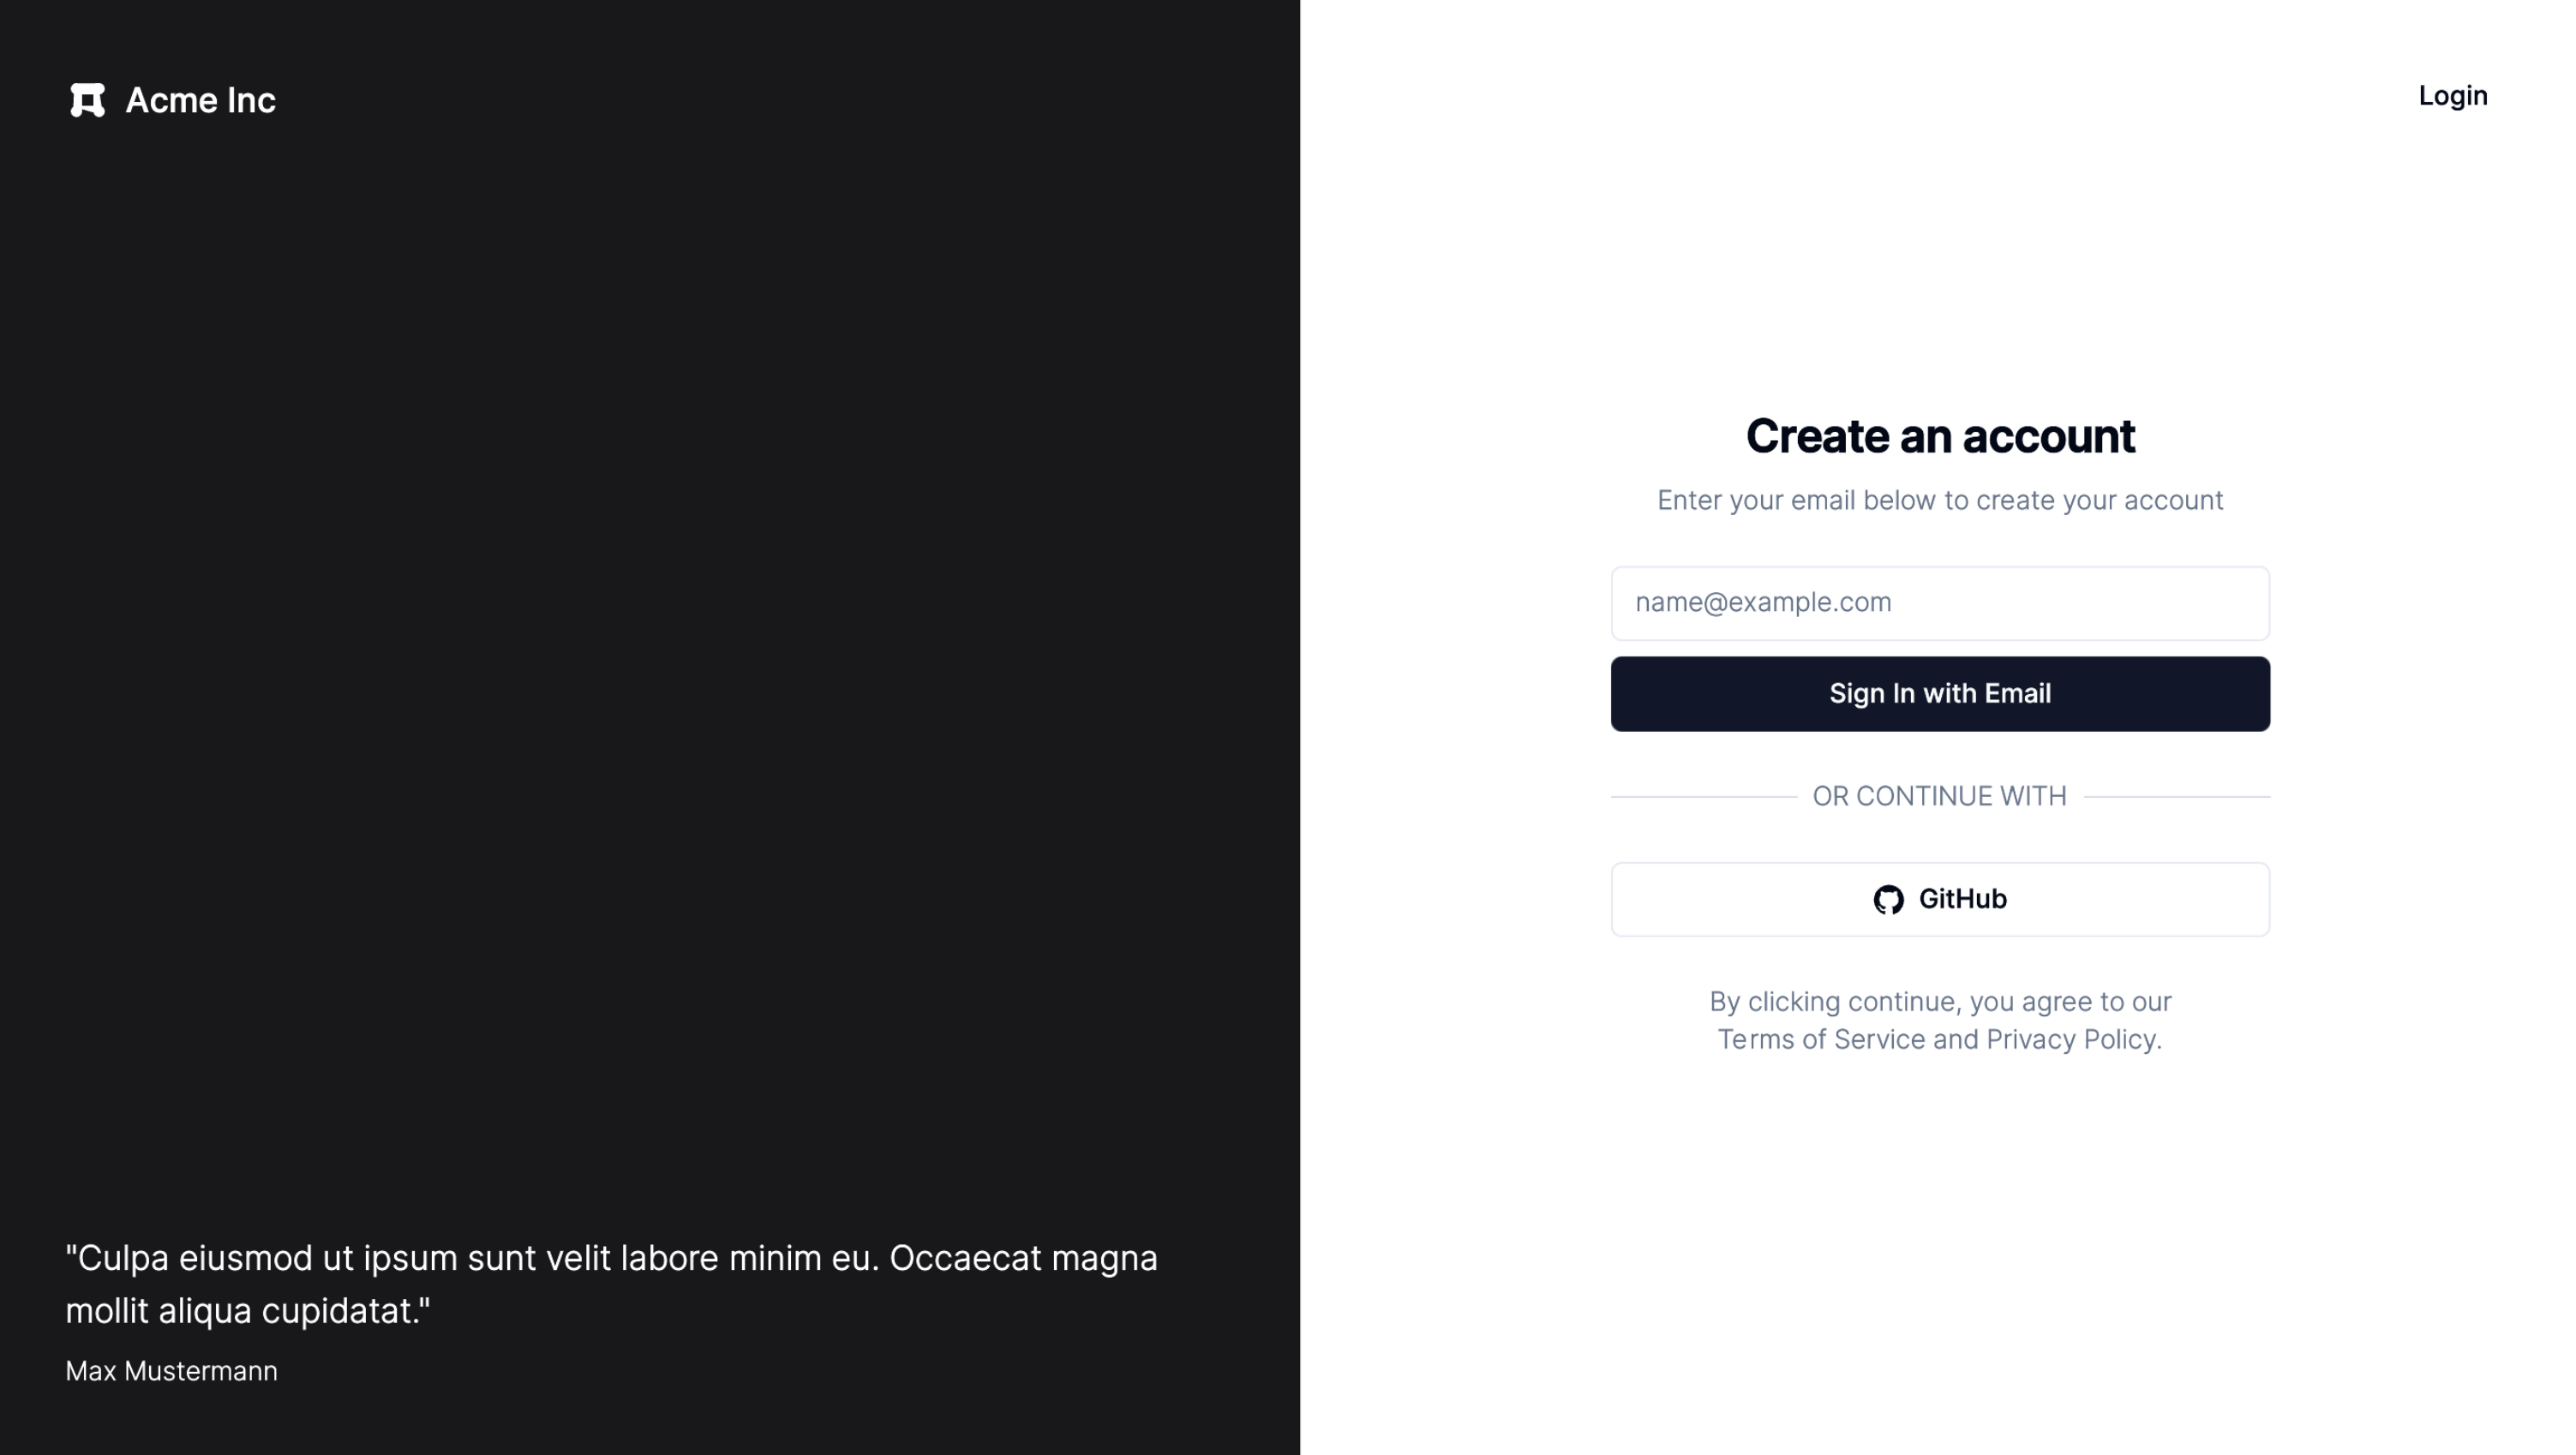 Acme Inc
"Culpa eiusmod ut ipsum sunt velit labore minim eu. Occaecat magna
mollit aliqua cupidatat."
Max Mustermann
Login
Create an account
Enter your email below to create your account
name@example.com
Sign In with Email
OR CONTINUE WITH
GitHub
By clicking continue, you agree to our
Terms of Service and Privacy Policy.